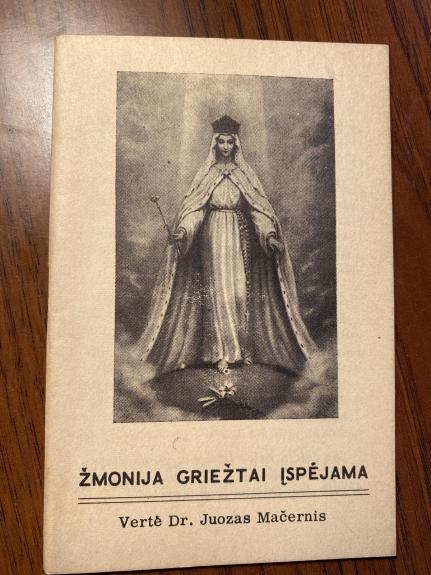 ŽMONIJA GRIEŽTAI ĮSPĖJAMA
Vertė Dr. Juozas Mačernis